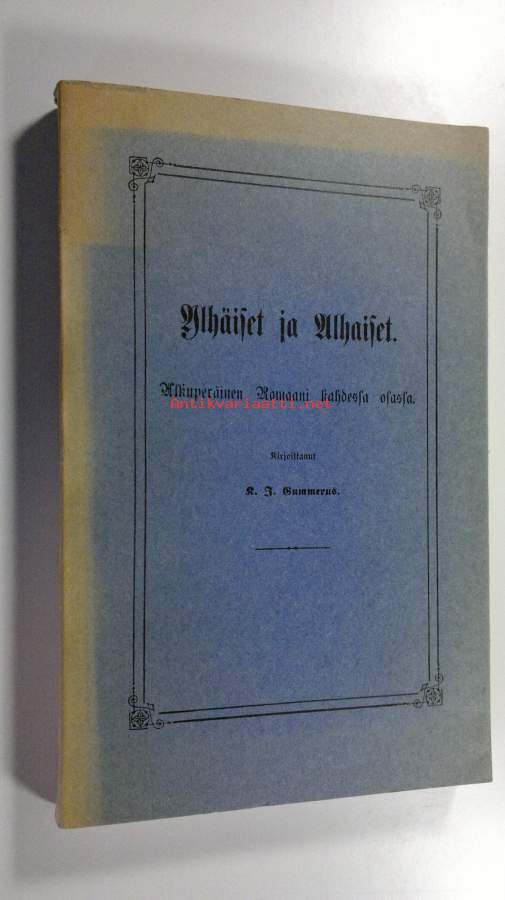 Ylhäiset ja Alhaiset.
Alkuperäinen Romaani kahdessa osassa.
Antikvariaatti.net
Kirjoittanut
K. J. Gummerus.